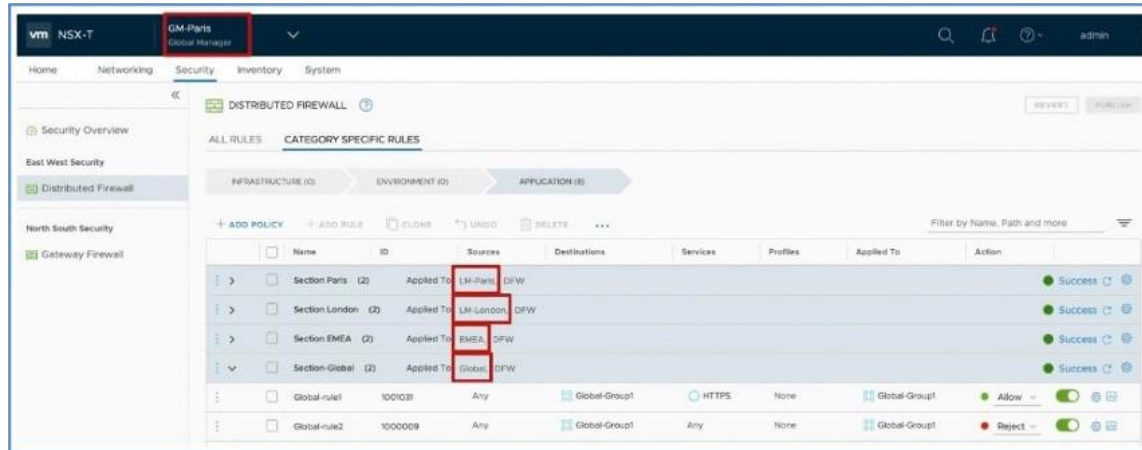 vm NSX-T GM-Paris Global Manager admin
Home Networking Security Inventory System
DISTRIBUTED FIREWALL REVERT PUBLISH
Security Overview
ALL RULES CATEGORY SPECIFIC RULES
East West Security
INFRASTRUCTURE (0) ENVIRONMENT (0) APPLICATION (8)
Distributed Firewall
+ ADD POLICY + ADD RULE CLONE UNDO DELETE ... Filter by Name, Path and more
North South Security
Gateway Firewall
Name ID Sources Destinations Services Profiles Applied To Action
Section Paris (2) Applied To LM-Paris, DFW Success
Section London (2) Applied To LM-London, DFW Success
Section EMEA (2) Applied To EMEA, DFW Success
Section-Global (2) Applied To Global, DFW Success
Global-rule1 1001031 Any Global-Group1 HTTPS None Global-Group1 Allow
Global-rule2 1000009 Any Global-Group1 Any None Global-Group1 Reject